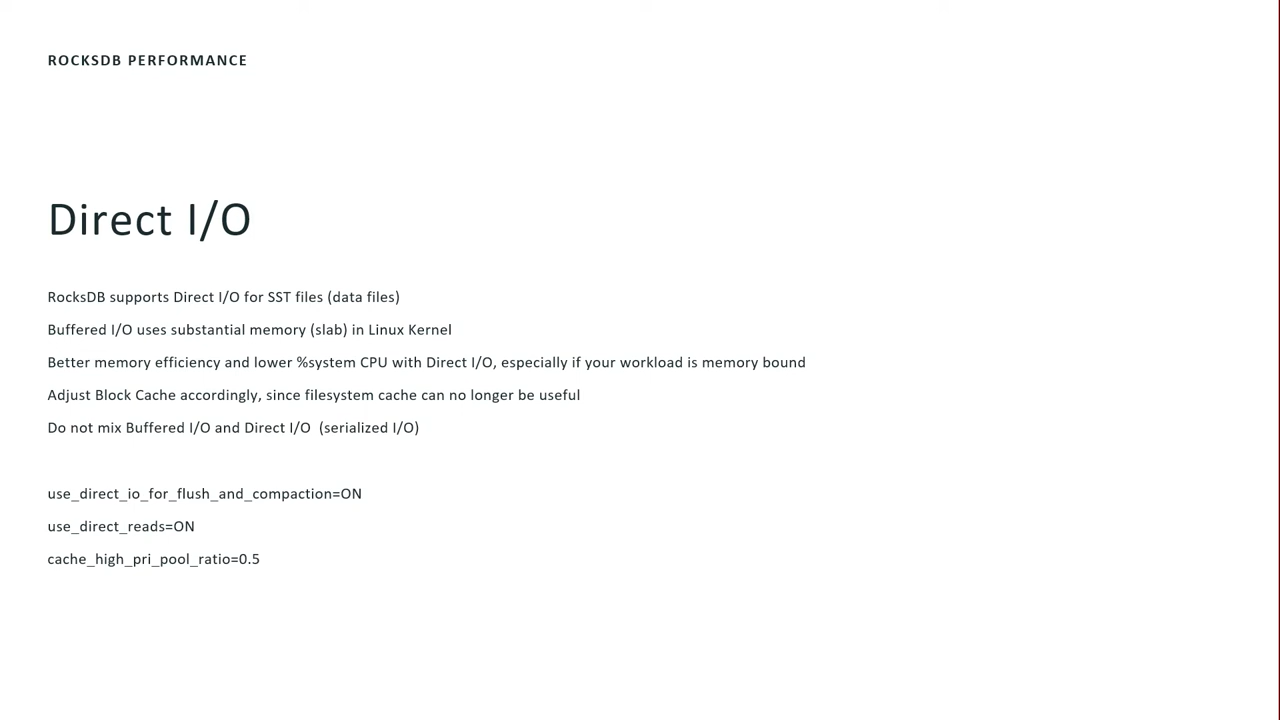 ROCKSDB PERFORMANCE
Direct I/O
RocksDB supports Direct I/O for SST files (data files)
Buffered I/O uses substantial memory (slab) in Linux Kernel
Better memory efficiency and lower %system CPU with Direct I/O, especially if your workload is memory bound
Adjust Block Cache accordingly, since filesystem cache can no longer be useful
Do not mix Buffered I/O and Direct I/O  (serialized I/O)
use_direct_io_for_flush_and_compaction=ON
use_direct_reads=ON
cache_high_pri_pool_ratio=0.5